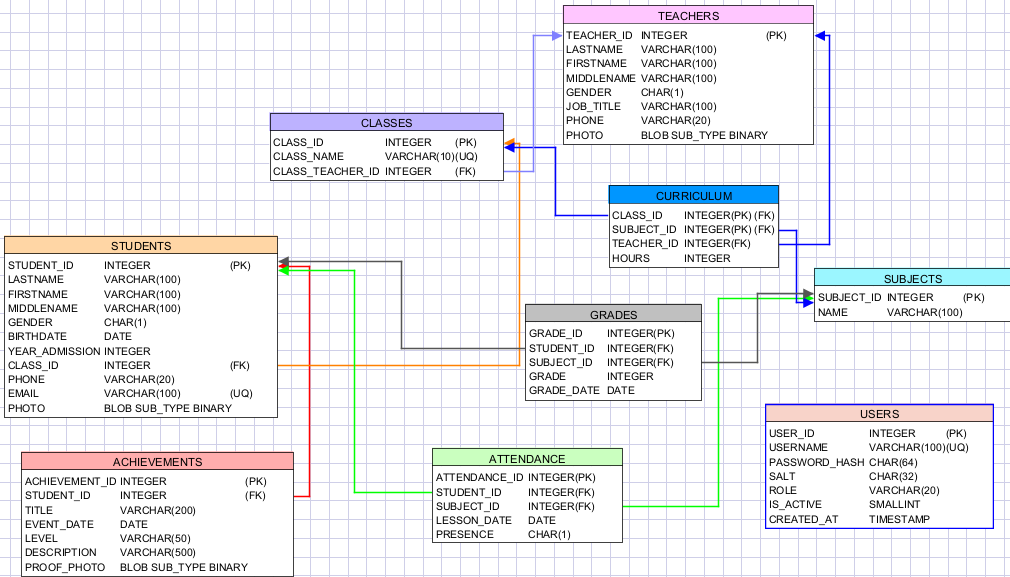 TEACHERS
TEACHER_ID INTEGER (PK)
LASTNAME VARCHAR(100)
FIRSTNAME VARCHAR(100)
MIDDLENAME VARCHAR(100)
GENDER CHAR(1)
JOB_TITLE VARCHAR(100)
PHONE VARCHAR(20)
PHOTO BLOB SUB_TYPE BINARY
CLASSES
CLASS_ID INTEGER (PK)
CLASS_NAME VARCHAR(10)(UQ)
CLASS_TEACHER_ID INTEGER (FK)
CURRICULUM
CLASS_ID INTEGER(PK) (FK)
SUBJECT_ID INTEGER(PK) (FK)
TEACHER_ID INTEGER(FK)
HOURS INTEGER
STUDENTS
STUDENT_ID INTEGER (PK)
LASTNAME VARCHAR(100)
FIRSTNAME VARCHAR(100)
MIDDLENAME VARCHAR(100)
GENDER CHAR(1)
BIRTHDATE DATE
YEAR_ADMISSION INTEGER
CLASS_ID INTEGER (FK)
PHONE VARCHAR(20)
EMAIL VARCHAR(100) (UQ)
PHOTO BLOB SUB_TYPE BINARY
SUBJECTS
SUBJECT_ID INTEGER (PK)
NAME VARCHAR(100)
GRADES
GRADE_ID INTEGER(PK)
STUDENT_ID INTEGER(FK)
SUBJECT_ID INTEGER(FK)
GRADE INTEGER
GRADE_DATE DATE
USERS
USER_ID INTEGER (PK)
USERNAME VARCHAR(100)(UQ)
PASSWORD_HASH CHAR(64)
SALT CHAR(32)
ROLE VARCHAR(20)
IS_ACTIVE SMALLINT
CREATED_AT TIMESTAMP
ACHIEVEMENTS
ACHIEVEMENT_ID INTEGER (PK)
STUDENT_ID INTEGER (FK)
TITLE VARCHAR(200)
EVENT_DATE DATE
LEVEL VARCHAR(50)
DESCRIPTION VARCHAR(500)
PROOF_PHOTO BLOB SUB_TYPE BINARY
ATTENDANCE
ATTENDANCE_ID INTEGER(PK)
STUDENT_ID INTEGER(FK)
SUBJECT_ID INTEGER(FK)
LESSON_DATE DATE
PRESENCE CHAR(1)